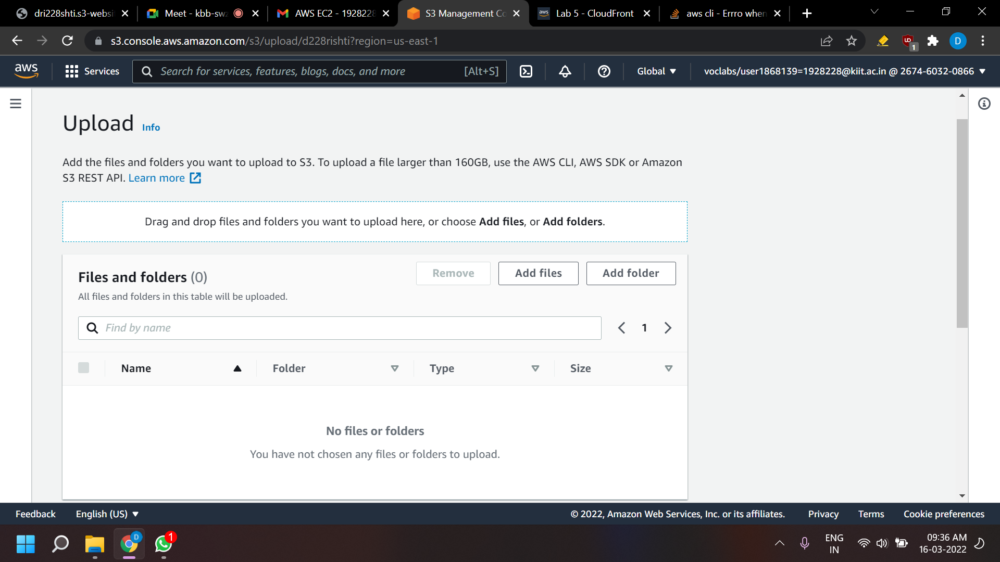 dri228shti.s3-websi
Meet - kbb-swz
AWS EC2 - 1928228
S3 Management Co
aws
Lab 5 - CloudFront
aws cli - Errro when
s3.console.aws.amazon.com/s3/upload/d228rishti?region=us-east-1
1
D
aws
Services
Search for services, features, blogs, docs, and more
[Alt+S]
Global
voclabs/user1868139=1928228@kiit.ac.in @ 2674-6032-0866
Upload
Info
Add the files and folders you want to upload to S3. To upload a file larger than 160GB, use the AWS CLI, AWS SDK or Amazon
S3 REST API. Learn more
Drag and drop files and folders you want to upload here, or choose Add files, or Add folders.
Files and folders (0)
Remove
Add files
Add folder
All files and folders in this table will be uploaded.
Find by name
1
Name
Folder
Type
Size
No files or folders
You have not chosen any files or folders to upload.
Feedback
English (US)
© 2022, Amazon Web Services, Inc. or its affiliates.
Privacy
Terms
Cookie preferences
D
1
ENG
IN
09:36 AM
16-03-2022